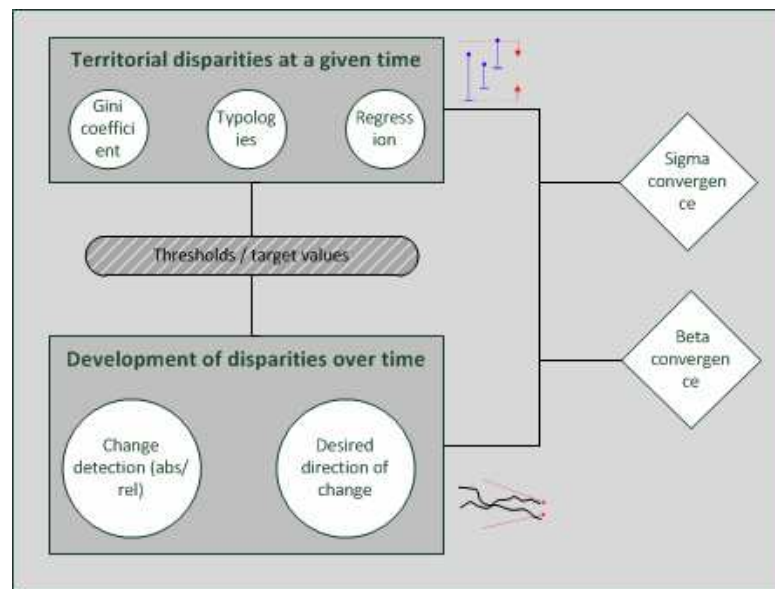 Territorial disparities at a given time
Gini
coeffici
ent
Typolog
ies
Regress
ion
Sigma
convergen
ce
Thresholds / target values
Beta
convergen
ce
Development of disparities over time
Change
detection (abs/
rel)
Desired
direction of
change